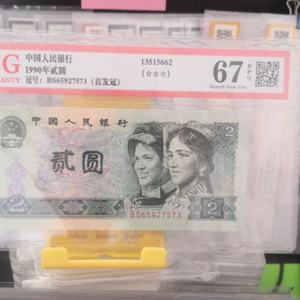 G
ANTY
中国人民银行
1990年贰圆
冠号：BS65927573（首发冠）
13515662
(☆☆☆)
67
EPQ
Superb Gem Unc
中国人民银行
贰圆
2
BS65927573
2